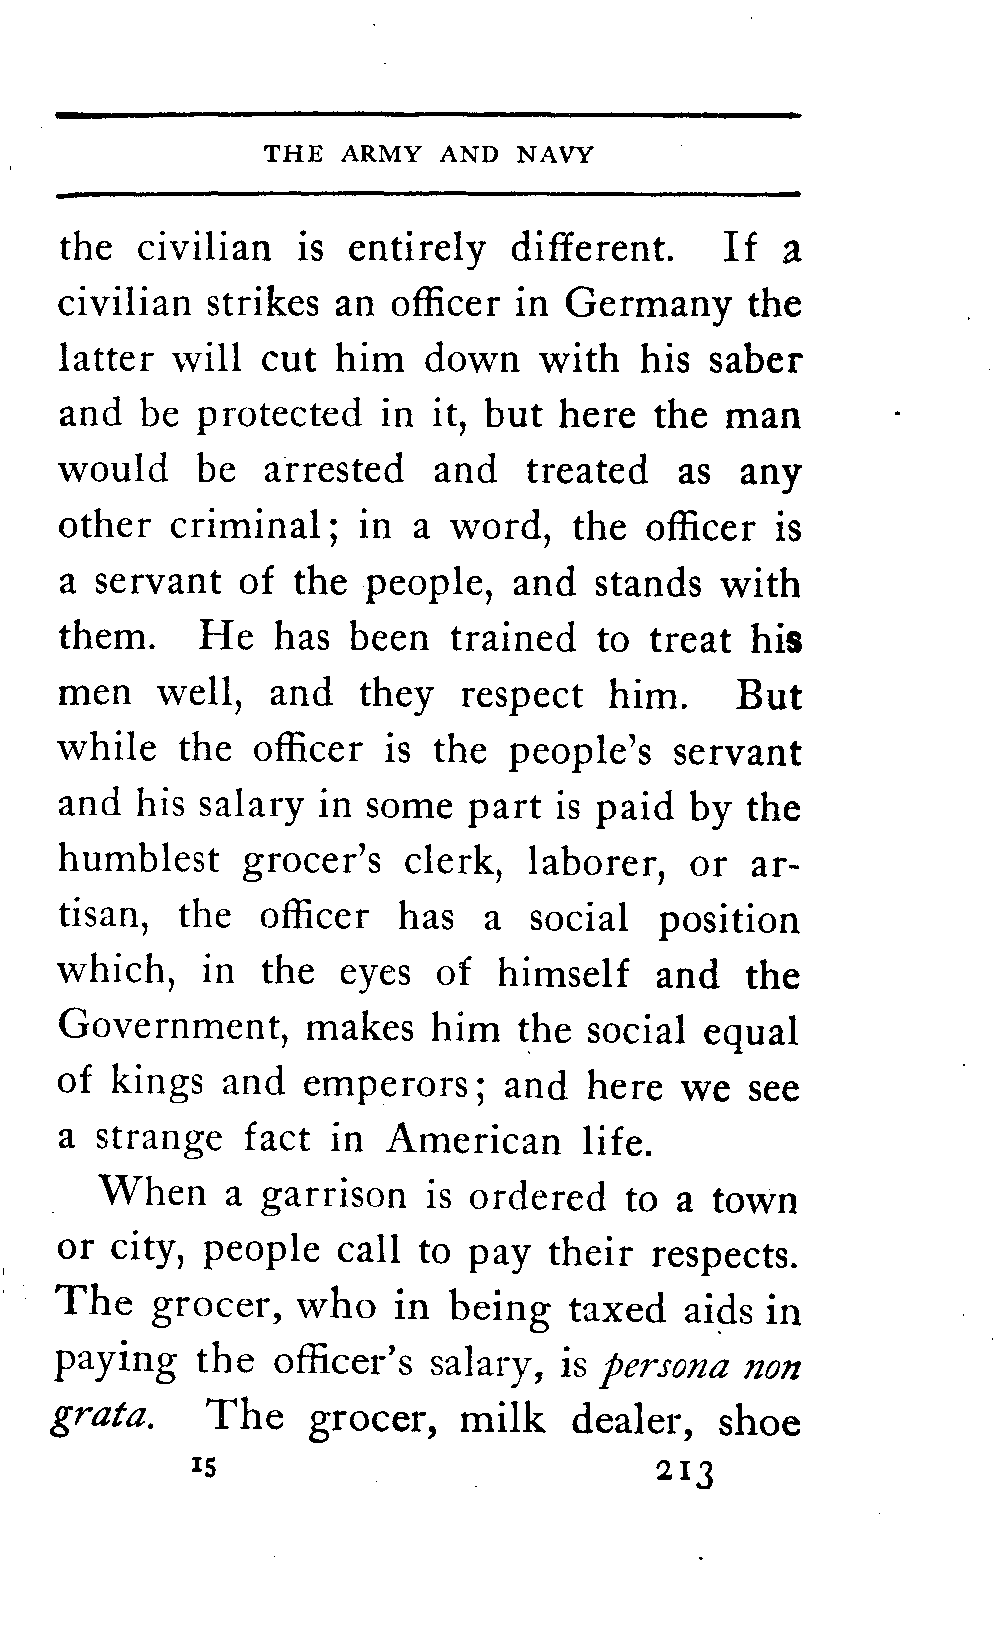 THE ARMY AND NAVY
the civilian is entirely different. If a
civilian strikes an officer in Germany the
latter will cut him down with his saber
and be protected in it, but here the man
would be arrested and treated as any
other criminal; in a word, the officer is
a servant of the people, and stands with
them. He has been trained to treat his
men well, and they respect him. But
while the officer is the people's servant
and his salary in some part is paid by the
humblest grocer's clerk, laborer, or ar-
tisan, the officer has a social position
which, in the eyes of himself and the
Government, makes him the social equal
of kings and emperors; and here we see
a strange fact in American life.
When a garrison is ordered to a town
or city, people call to pay their respects.
The grocer, who in being taxed aids in
paying the officer's salary, is persona non
grata. The grocer, milk dealer, shoe
15 213